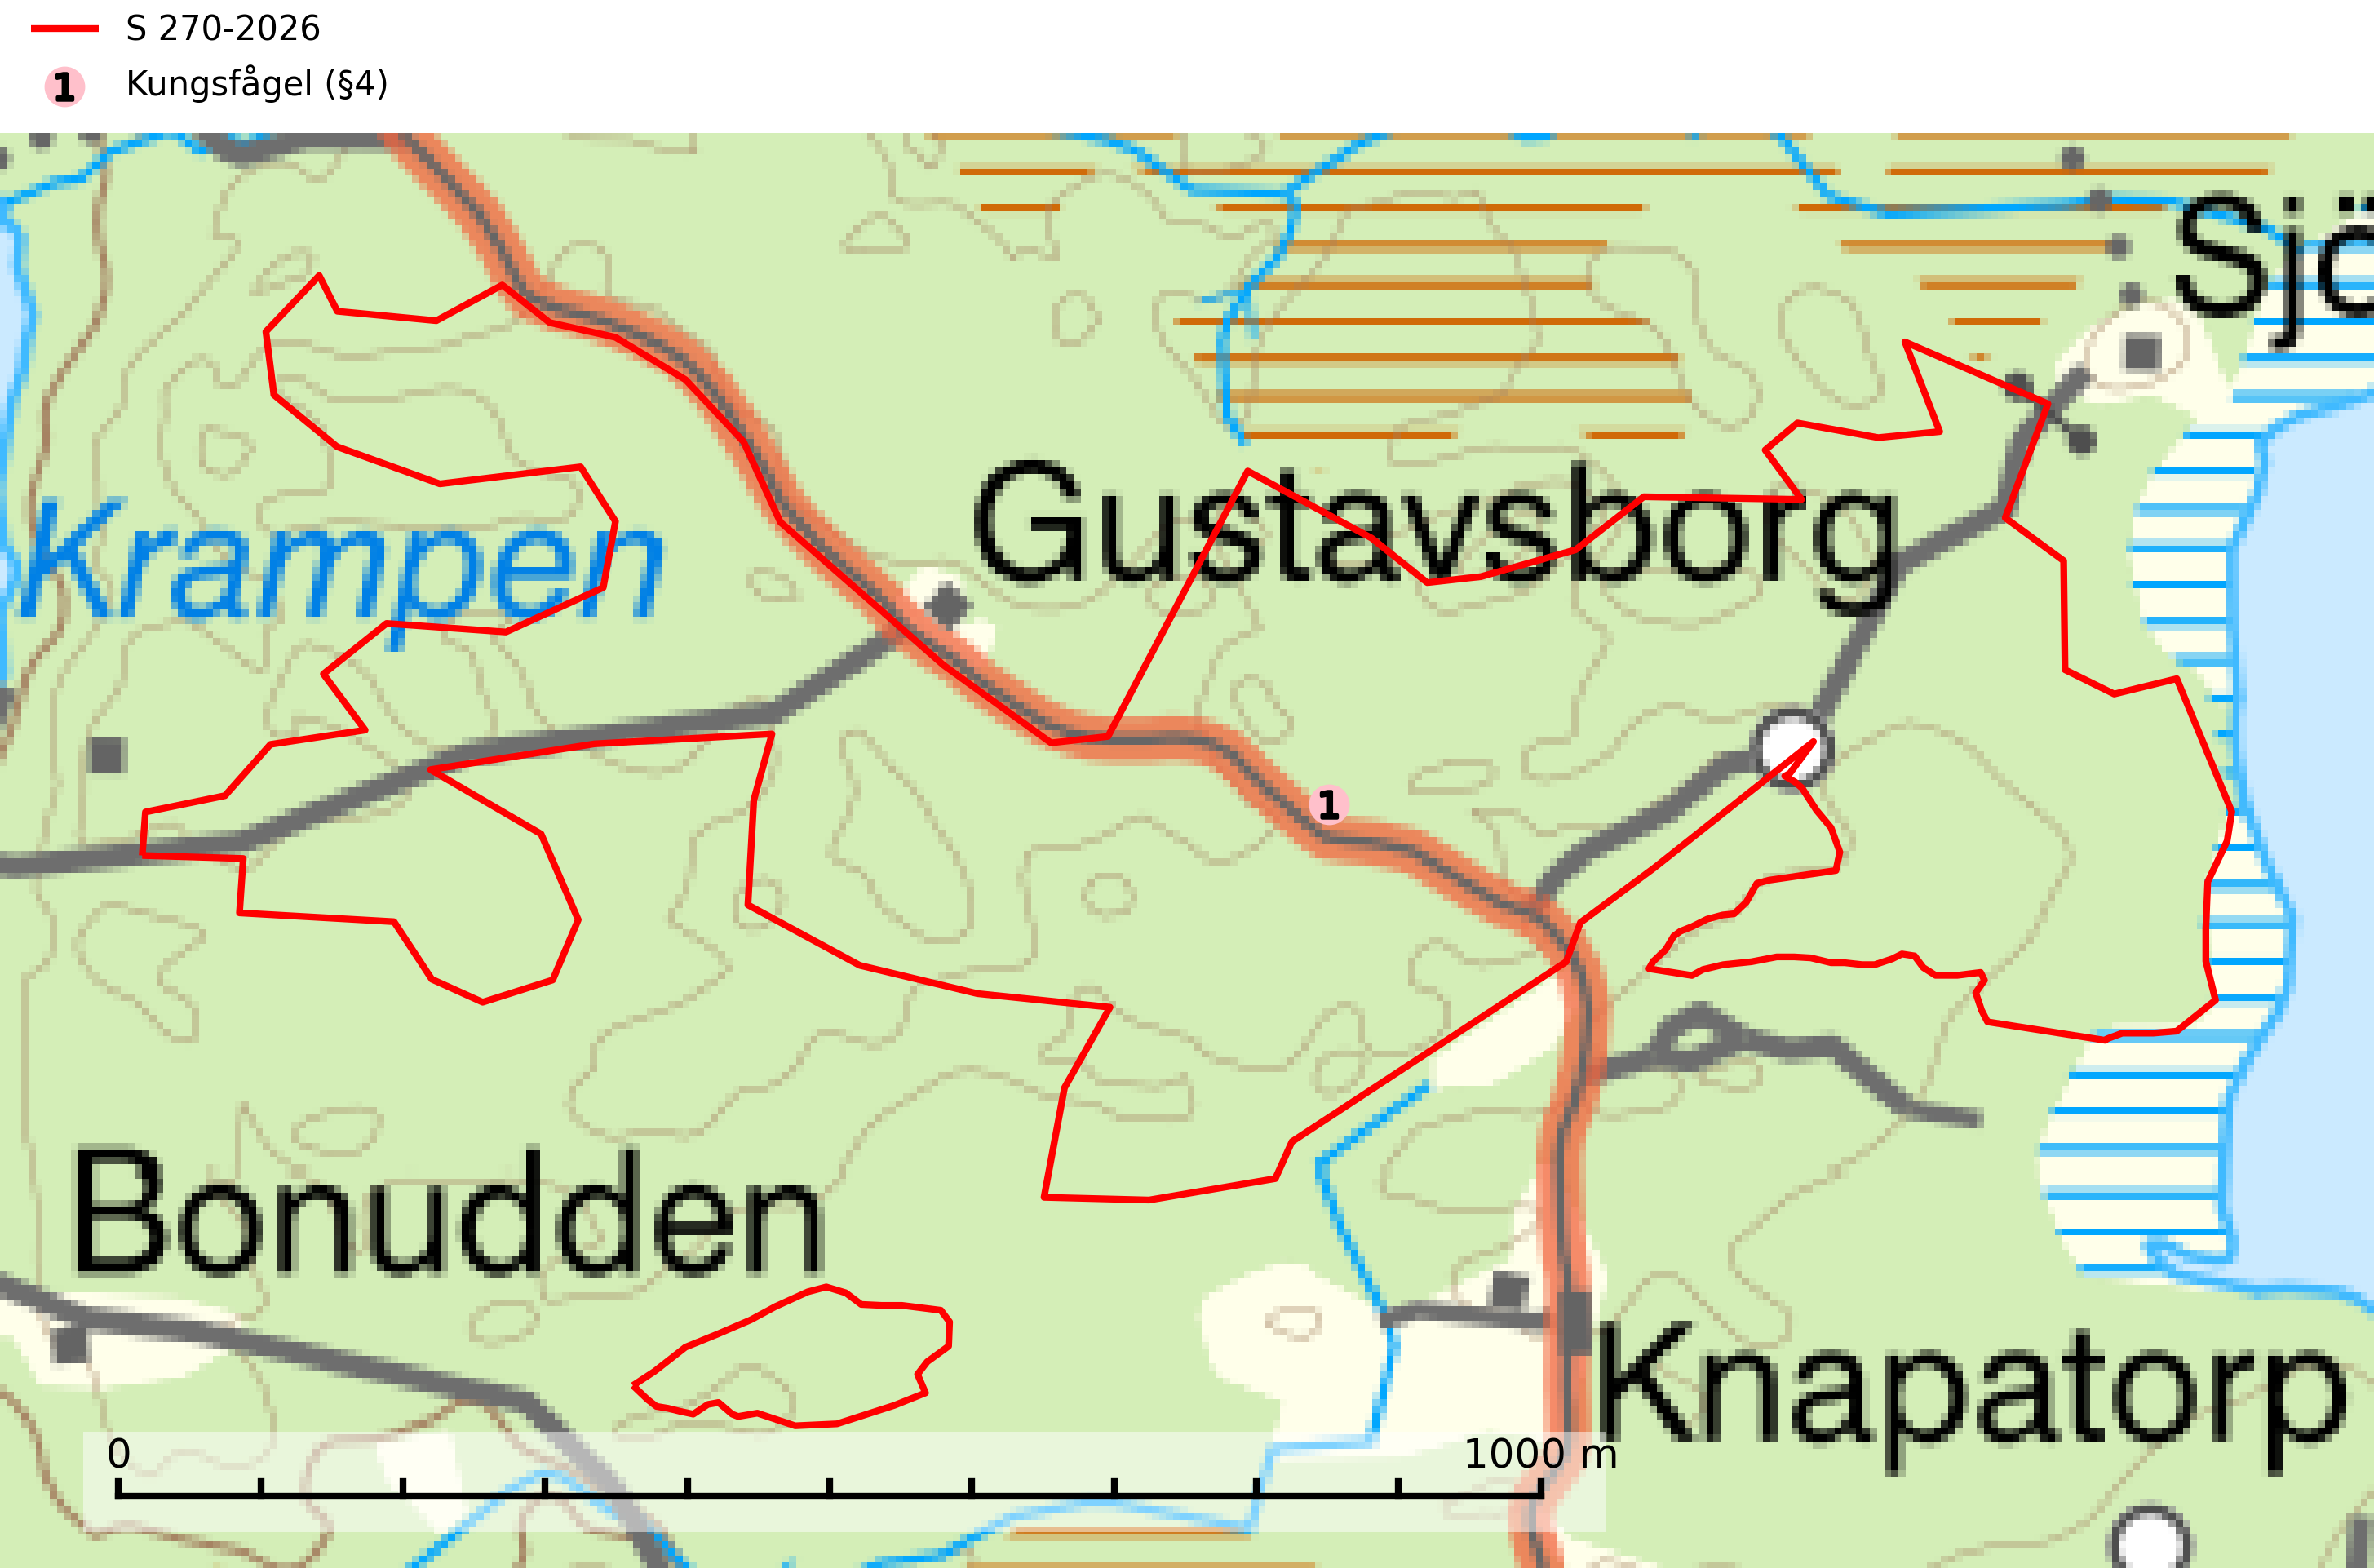 S 270-2026
1 Kungsfågel (§4)
Gustavsborg
Krampen
1
Bonudden
Knapatorp
0 1000 m